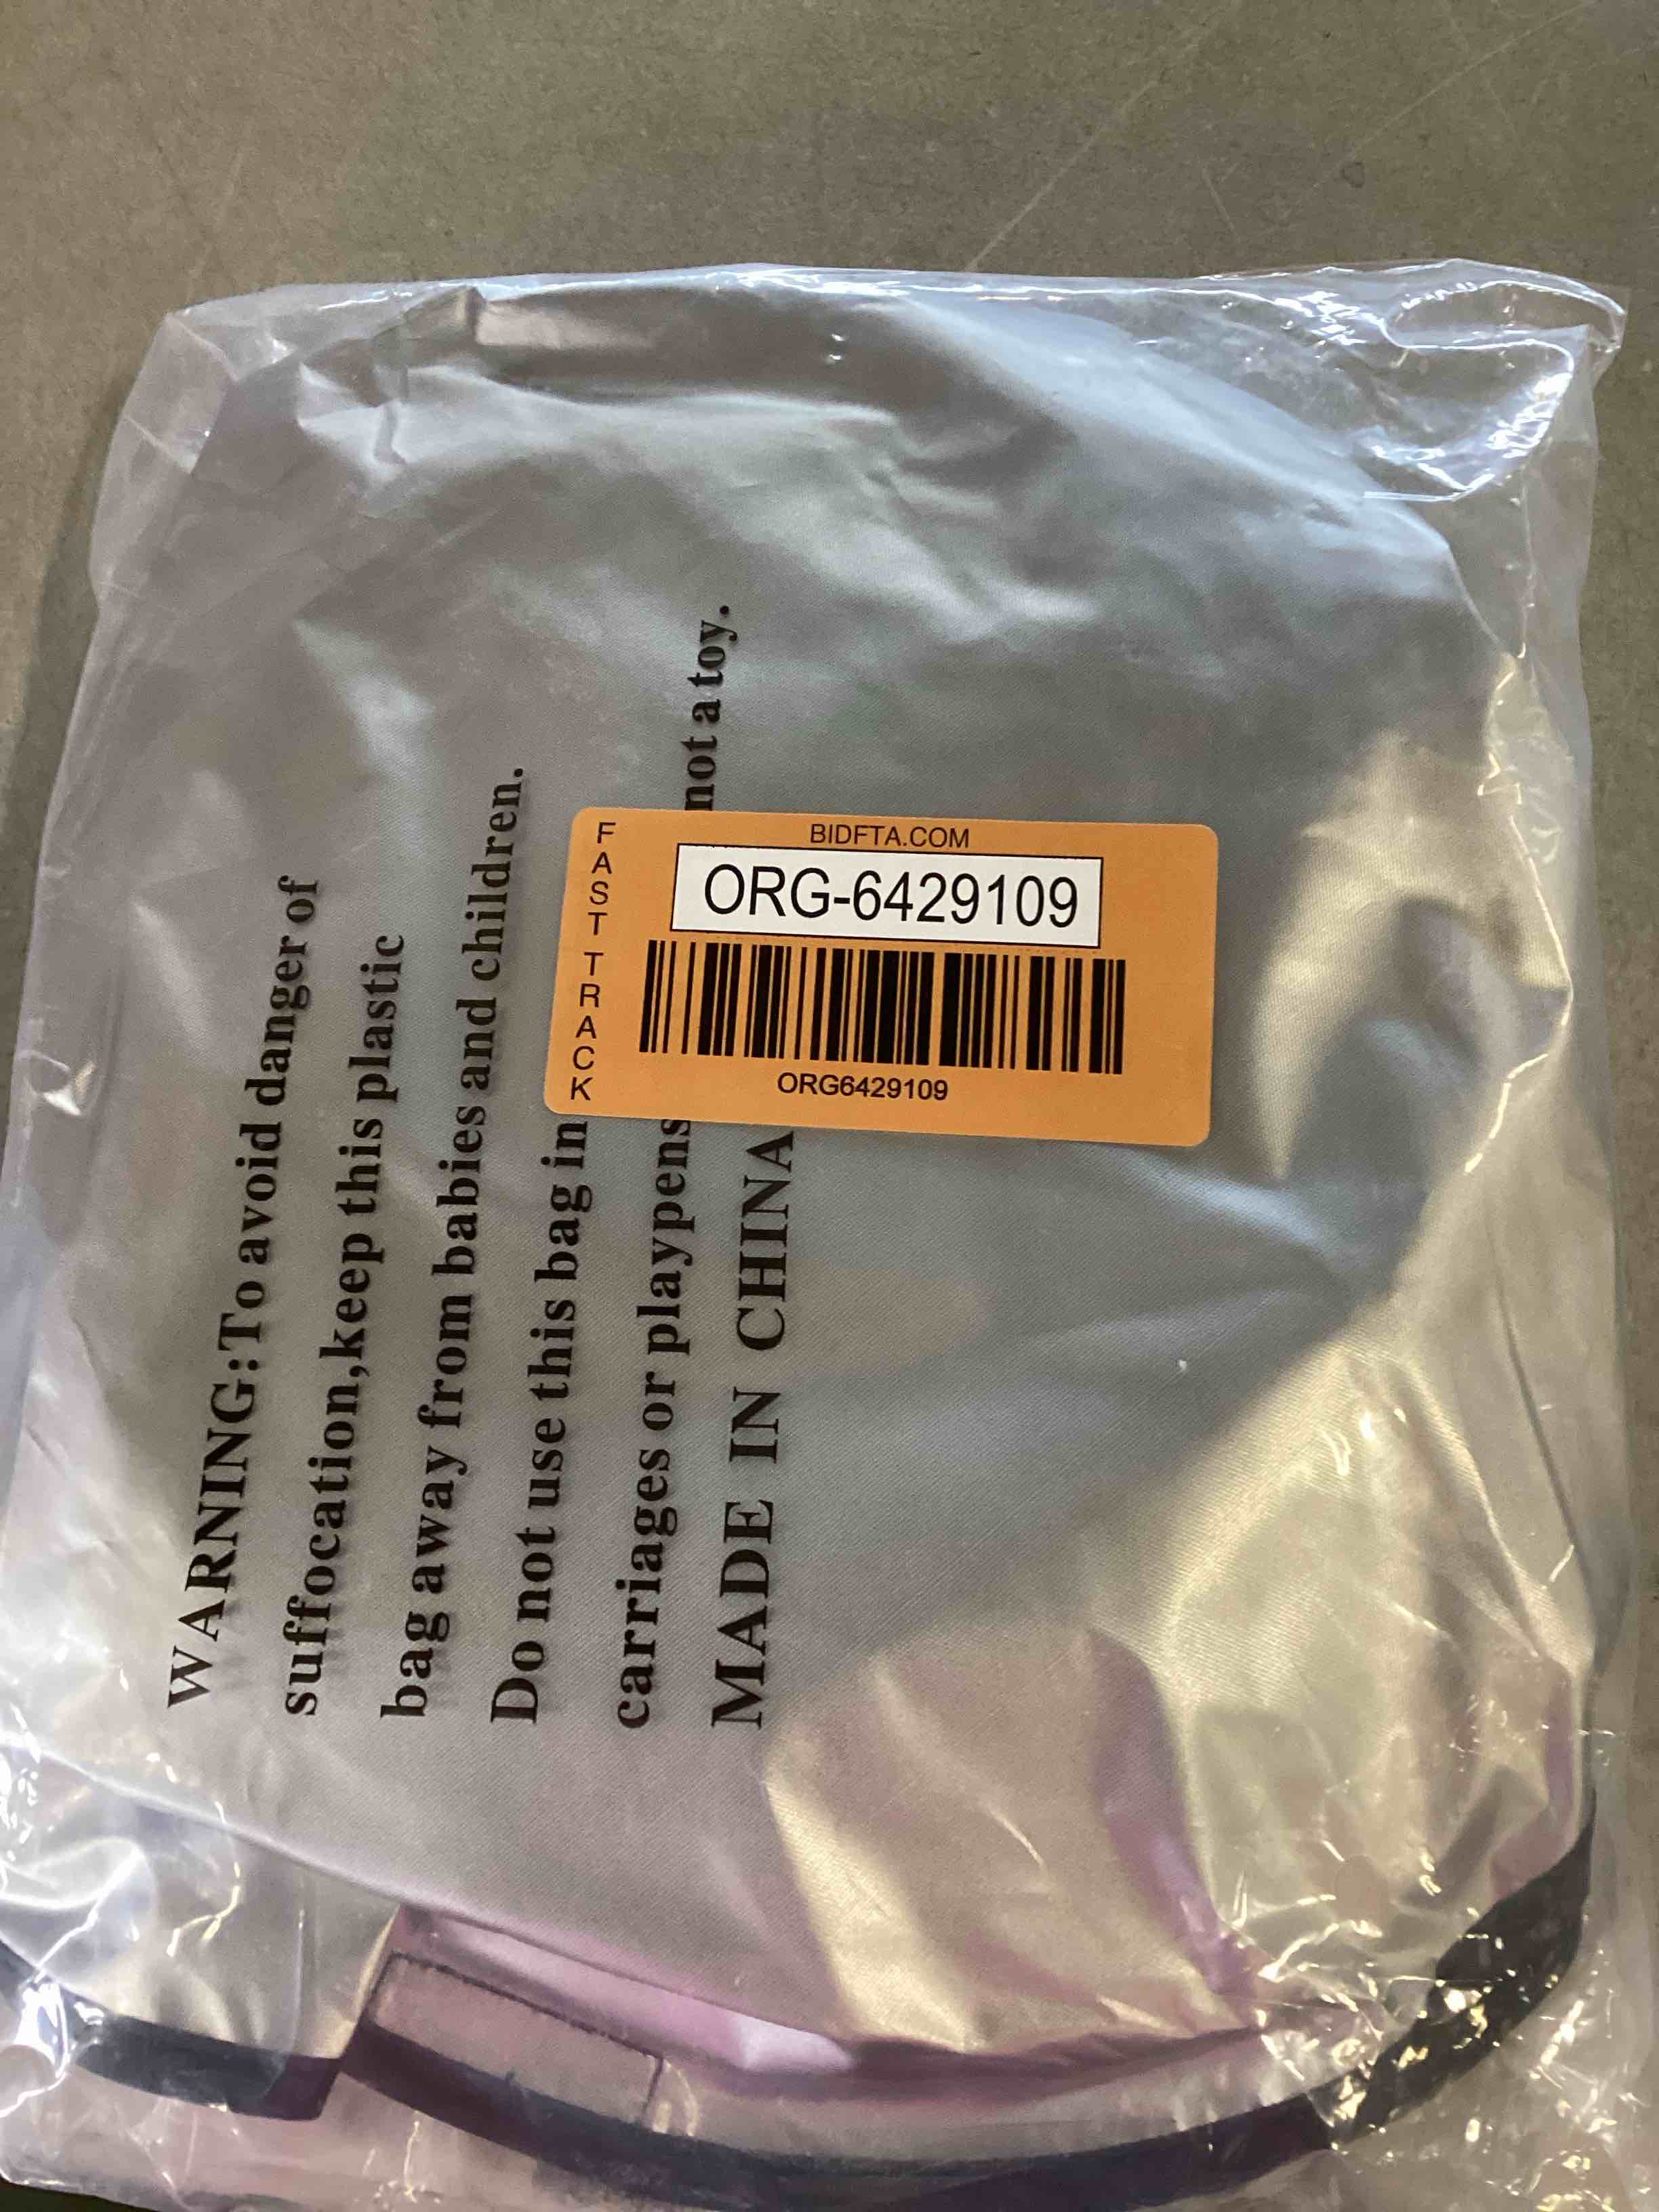 BIDFTA.COM
FAST TRACK
ORG-6429109
ORG6429109
WARNING:To avoid danger of
suffocation,keep this plastic
bag away from babies and children.
Do not use this bag in
carriages or playpens not a toy.
MADE IN CHINA